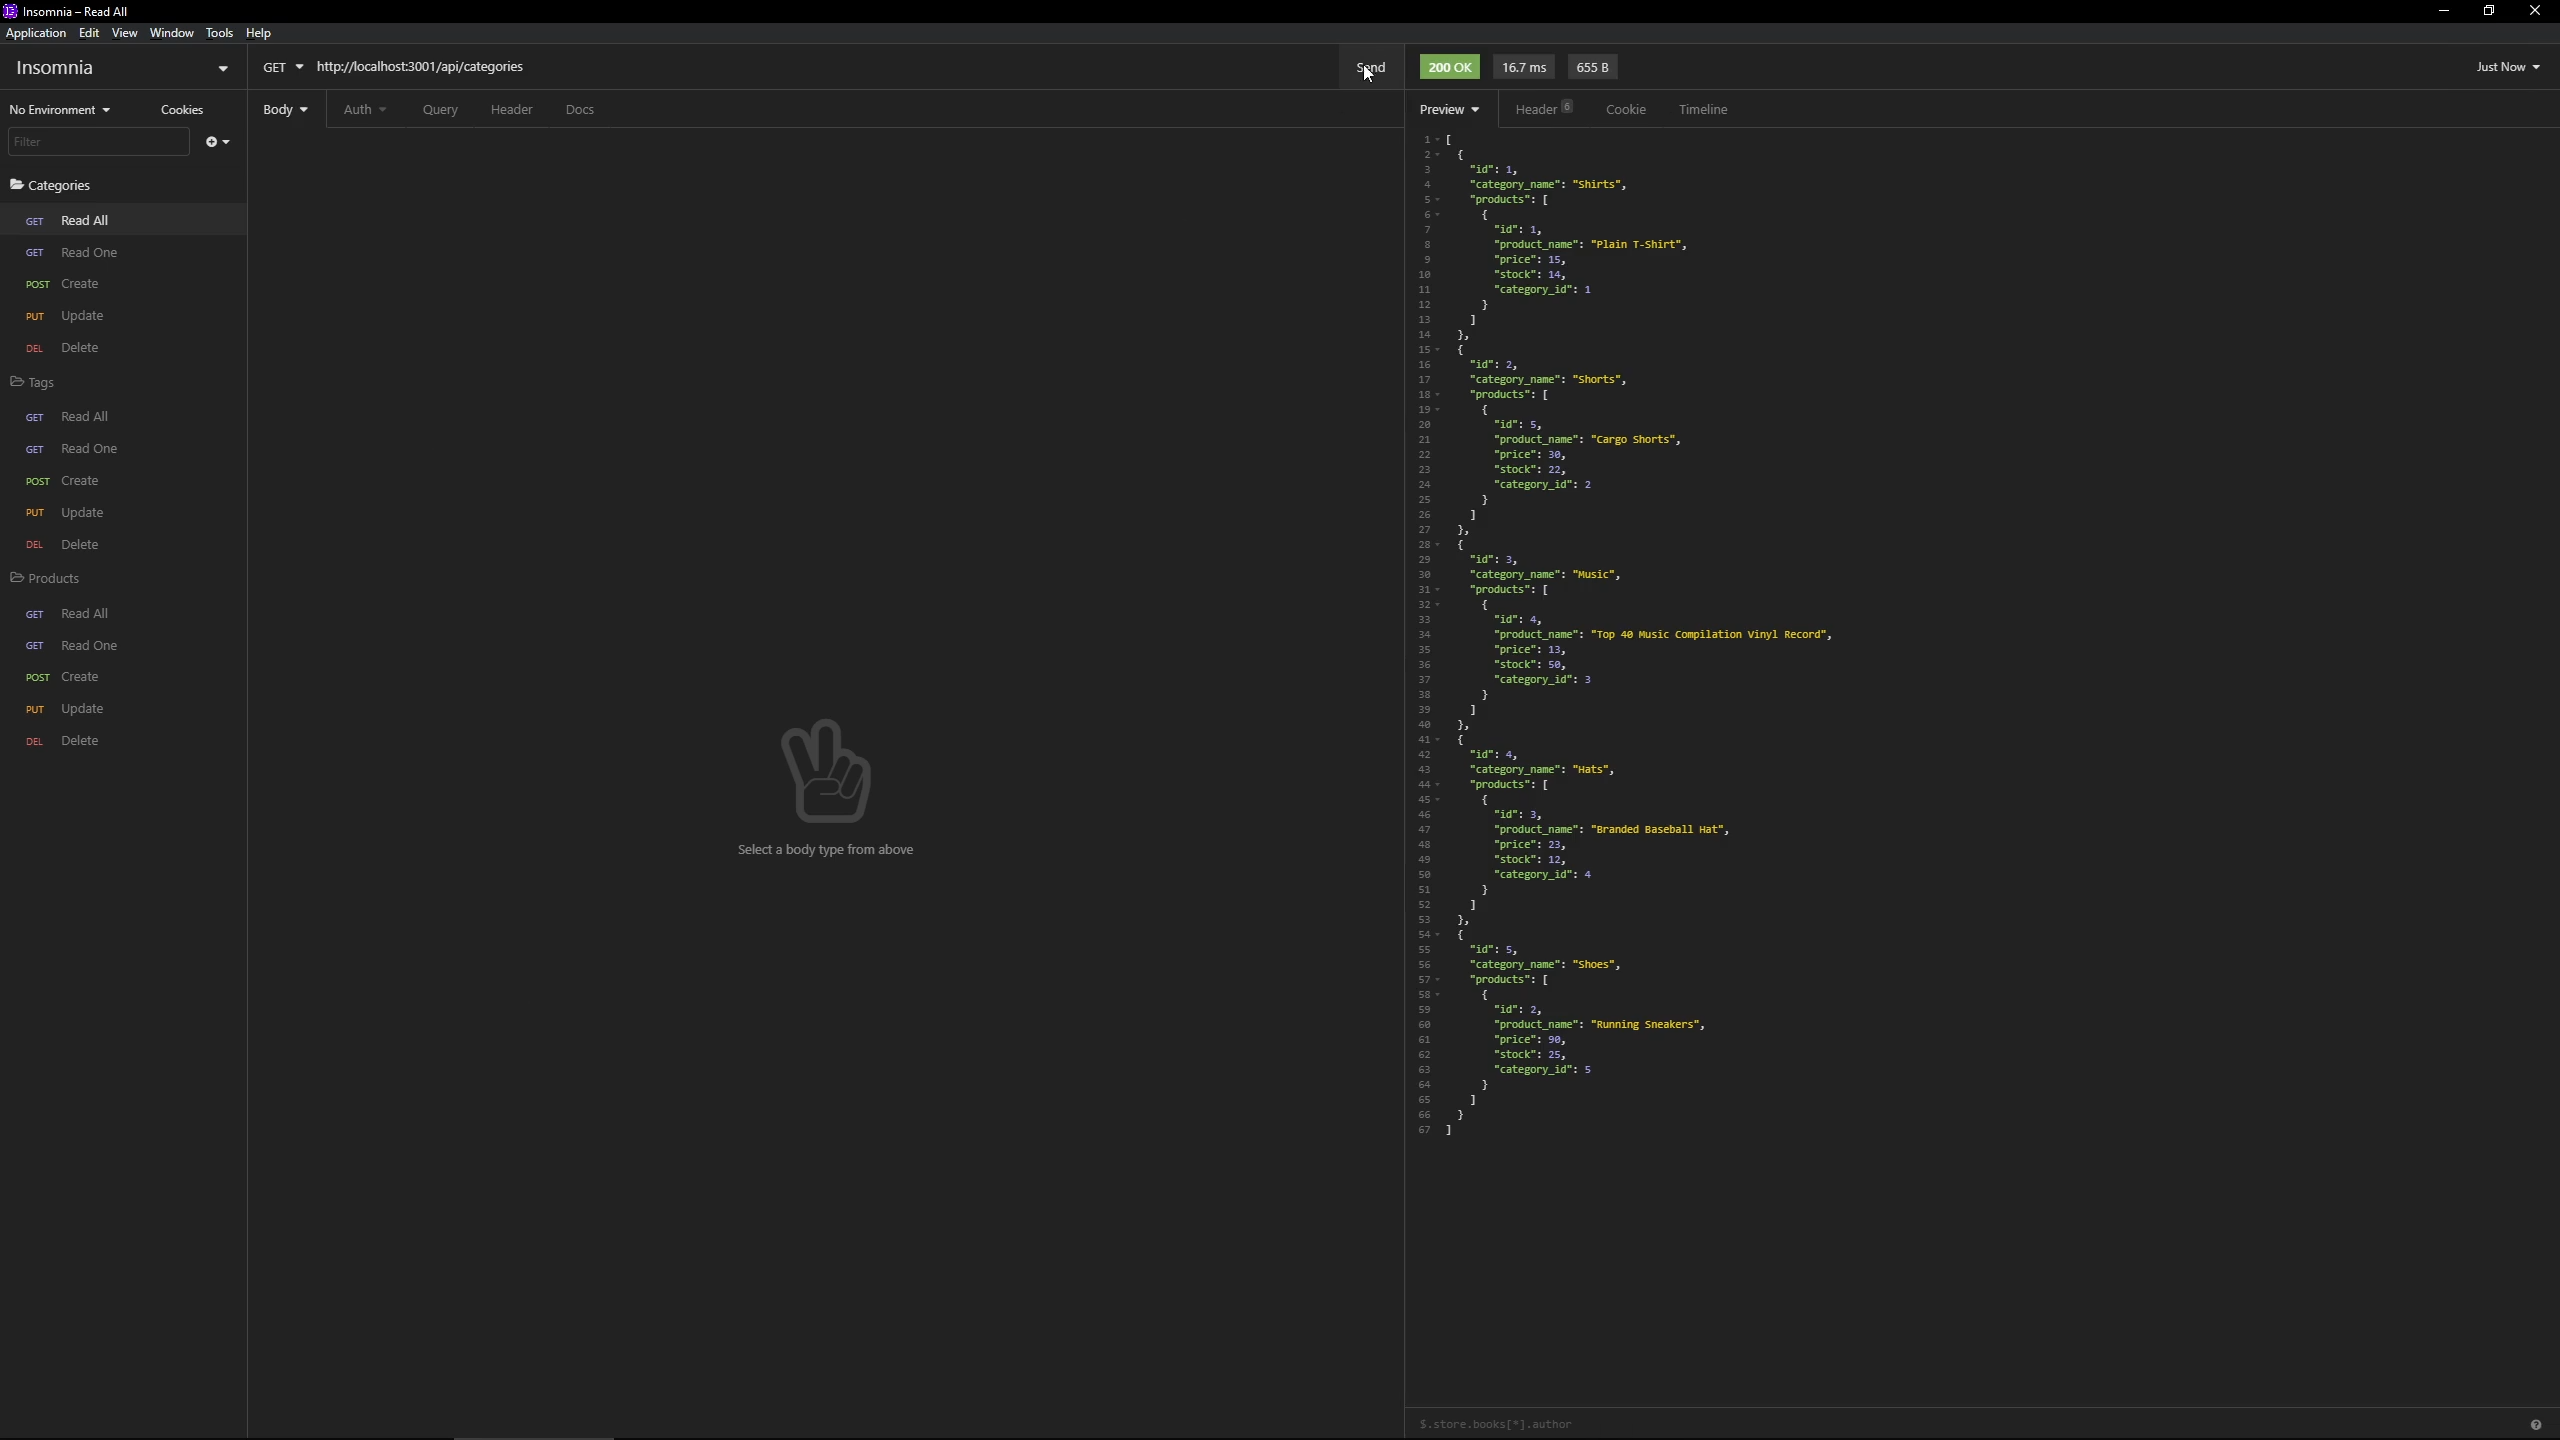 Insomnia – Read All
Application Edit View Window Tools Help
Insomnia
GET http://localhost:3001/api/categories
Send
200 OK 16.7 ms 655 B
Just Now
No Environment Cookies
Filter
Categories
GET Read All
GET Read One
POST Create
PUT Update
DEL Delete
Tags
GET Read All
GET Read One
POST Create
PUT Update
DEL Delete
Products
GET Read All
GET Read One
POST Create
PUT Update
DEL Delete
Body Auth Query Header Docs
Select a body type from above
Preview Header 6 Cookie Timeline
1 [
2 {
3 "id": 1,
4 "category_name": "Shirts",
5 "products": [
6 {
7 "id": 1,
8 "product_name": "Plain T-Shirt",
9 "price": 15,
10 "stock": 14,
11 "category_id": 1
12 }
13 ]
14 },
15 {
16 "id": 2,
17 "category_name": "Shorts",
18 "products": [
19 {
20 "id": 5,
21 "product_name": "Cargo Shorts",
22 "price": 30,
23 "stock": 22,
24 "category_id": 2
25 }
26 ]
27 },
28 {
29 "id": 3,
30 "category_name": "Music",
31 "products": [
32 {
33 "id": 4,
34 "product_name": "Top 40 Music Compilation Vinyl Record",
35 "price": 13,
36 "stock": 50,
37 "category_id": 3
38 }
39 ]
40 },
41 {
42 "id": 4,
43 "category_name": "Hats",
44 "products": [
45 {
46 "id": 3,
47 "product_name": "Branded Baseball Hat",
48 "price": 23,
49 "stock": 12,
50 "category_id": 4
51 }
52 ]
53 },
54 {
55 "id": 5,
56 "category_name": "Shoes",
57 "products": [
58 {
59 "id": 2,
60 "product_name": "Running Sneakers",
61 "price": 90,
62 "stock": 25,
63 "category_id": 5
64 }
65 ]
66 }
67 ]
$.store.books[*].author